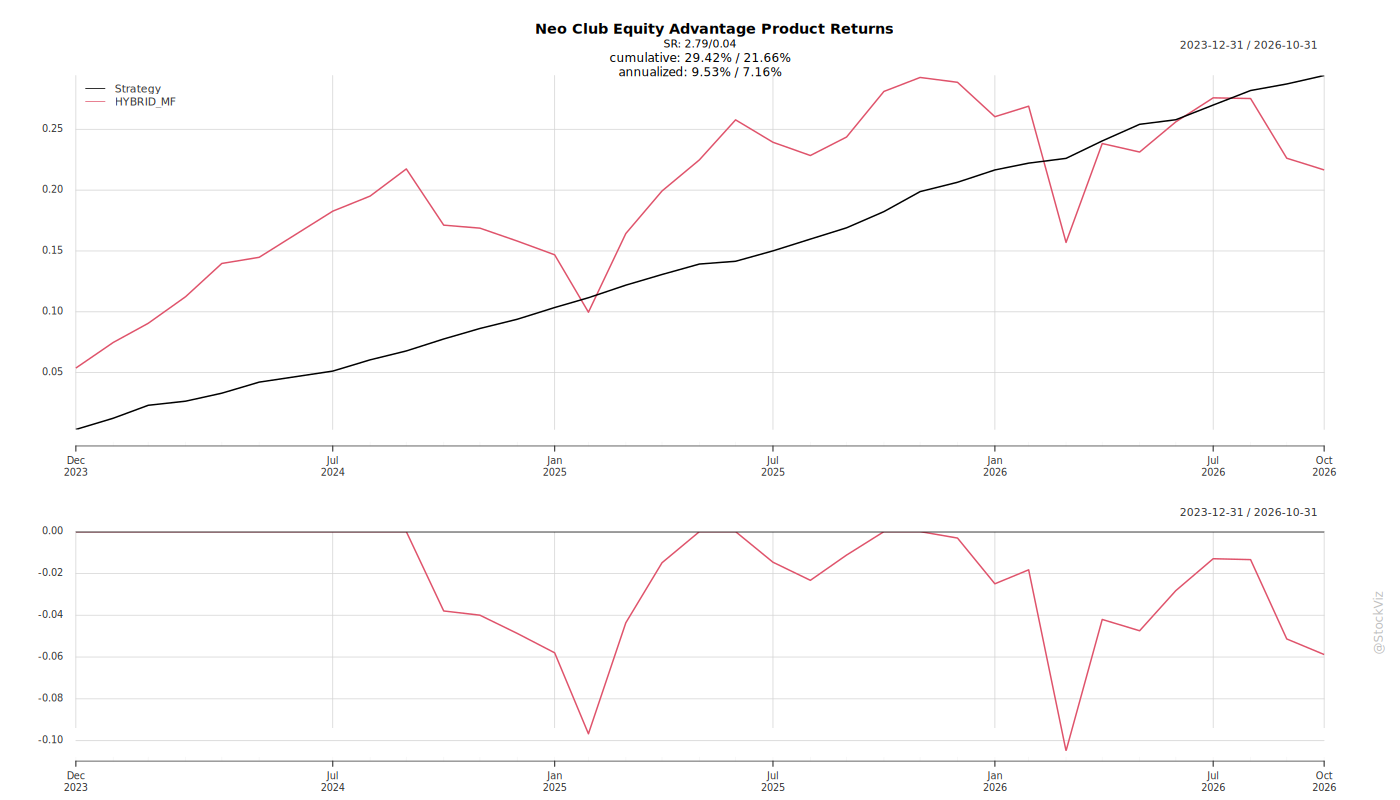 Neo Club Equity Advantage Product Returns
SR: 2.79/0.04
cumulative: 29.42% / 21.66%
annualized: 9.53% / 7.16%
2023-12-31 / 2026-10-31
Strategy
HYBRID_MF
0.25
0.20
0.15
0.10
0.05
Dec Jul Jan Jul Jan Jul Oct
2023 2024 2025 2025 2026 2026 2026
2023-12-31 / 2026-10-31
0.00
-0.02
-0.04
-0.06
-0.08
-0.10
Dec Jul Jan Jul Jan Jul Oct
2023 2024 2025 2025 2026 2026 2026
@StockViz